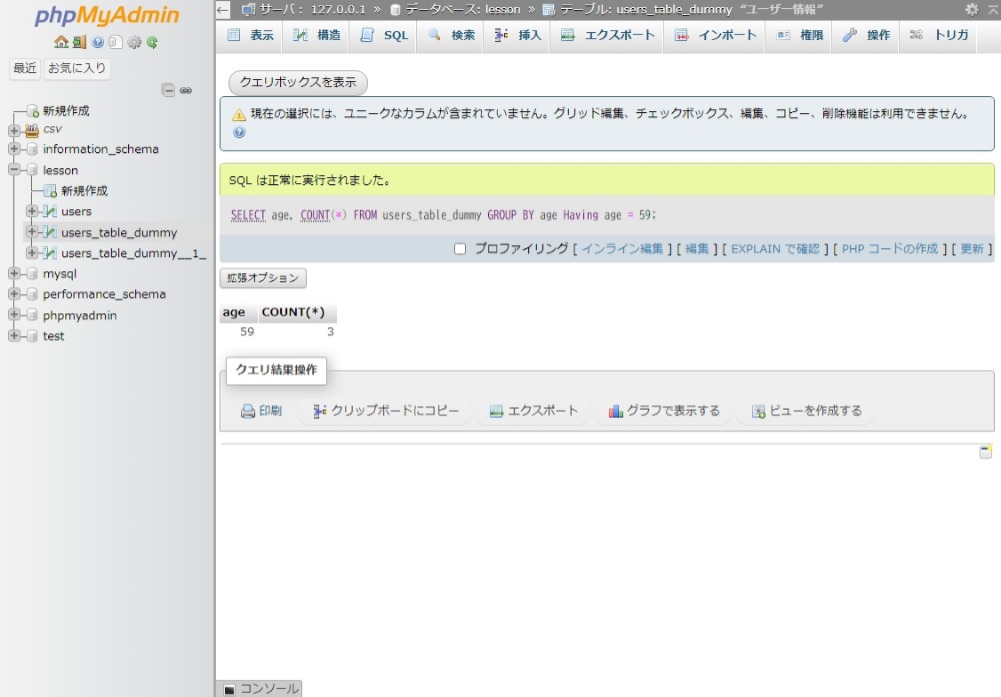 phpMyAdmin
最近 お気に入り
新規作成
csv
information_schema
lesson
新規作成
users
users_table_dummy
users_table_dummy__1_
mysql
performance_schema
phpmyadmin
test
サーバ: 127.0.0.1 » データベース: lesson » テーブル: users_table_dummy “ユーザー情報”
表示 構造 SQL 検索 挿入 エクスポート インポート 権限 操作 トリガ
クエリボックスを表示
現在の選択には、ユニークなカラムが含まれていません。グリッド編集、チェックボックス、編集、コピー、削除機能は利用できません。
SQL は正常に実行されました。
SELECT age, COUNT(*) FROM users_table_dummy GROUP BY age Having age = 59;
プロファイリング [ インライン編集 ] [ 編集 ] [ EXPLAIN で確認 ] [ PHP コードの作成 ] [ 更新 ]
拡張オプション
age COUNT(*)
59 3
クエリ結果操作
印刷 クリップボードにコピー エクスポート グラフで表示する ビューを作成する
コンソール